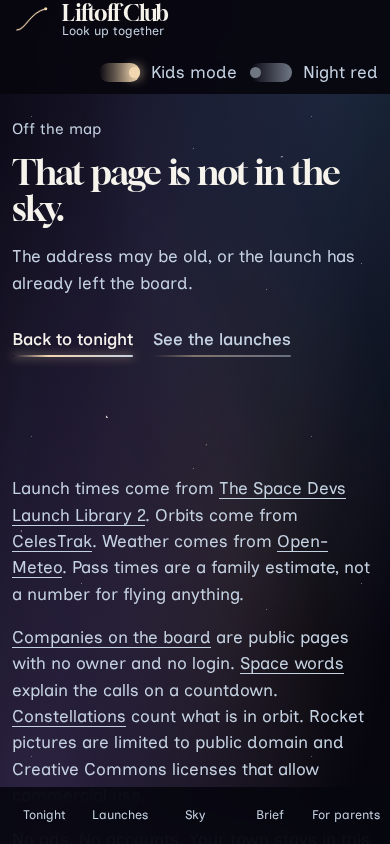 Liftoff Club
Look up together
Kids mode
Night red
Off the map
That page is not in the
sky.
The address may be old, or the launch has
already left the board.
Back to tonight
See the launches
Launch times come from The Space Devs
Launch Library 2. Orbits come from
CelesTrak. Weather comes from Open-
Meteo. Pass times are a family estimate, not
a number for flying anything.
Companies on the board are public pages
with no owner and no login. Space words
explain the calls on a countdown.
Constellations count what is in orbit. Rocket
pictures are limited to public domain and
Creative Commons licenses that allow
Tonight
Launches
Sky
Brief
For parents